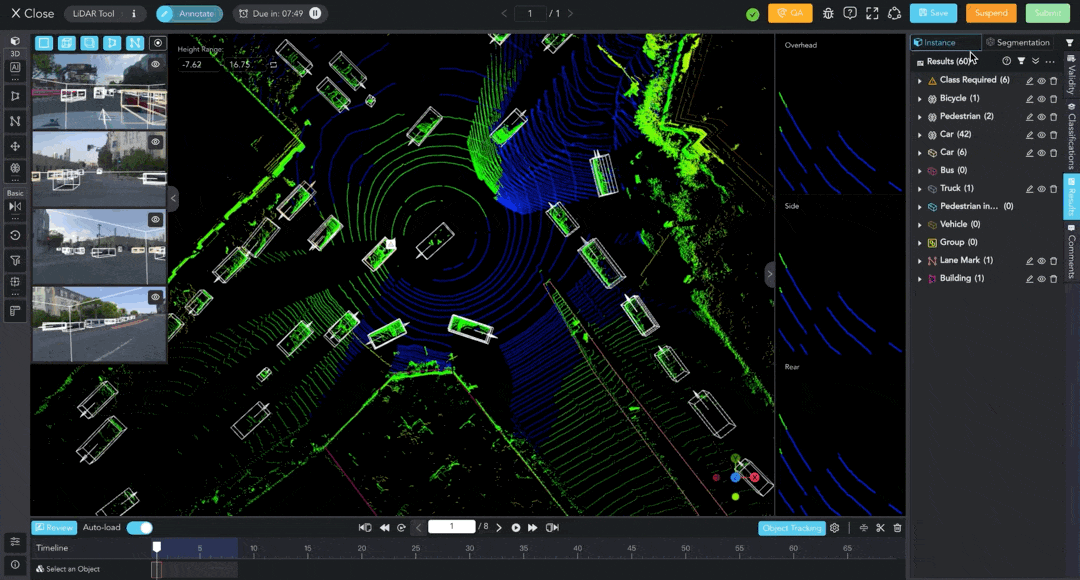 Close
LiDAR Tool
Annotate
Due in: 07:49
1 / 1
QA
Save
Suspend
Submit
3D
AI
Basic
Height Range:
-7.62
16.75
Overhead
Side
Rear
Instance
Segmentation
Results (60)
Class Required (6)
Bicycle (1)
Pedestrian (2)
Car (42)
Car (6)
Bus (0)
Truck (1)
Pedestrian in... (0)
Vehicle (0)
Group (0)
Lane Mark (1)
Building (1)
Validity
Classifications
Results
Comments
Review
Auto-load
1 / 8
Object Tracking
Timeline
5 10 15 20 25 30 35 40 45 50 55 60 65
Select an Object